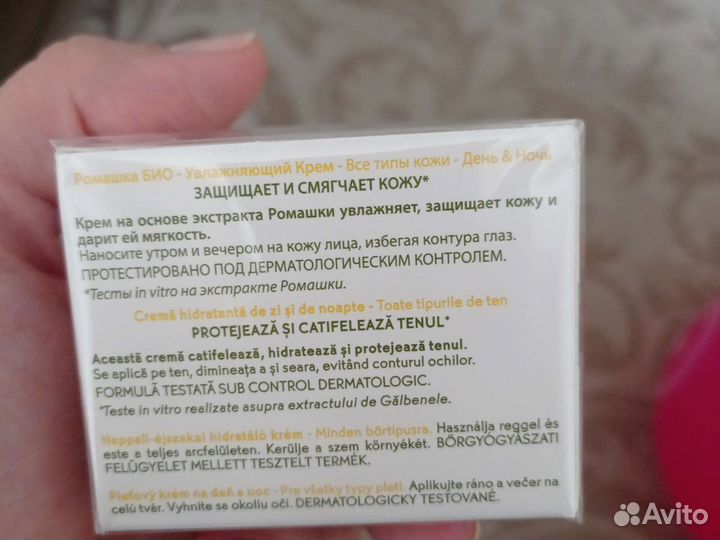 Ромашка БИО - Увлажняющий Крем - Все типы кожи - День & Ночь
ЗАЩИЩАЕТ И СМЯГЧАЕТ КОЖУ*
Крем на основе экстракта Ромашки увлажняет, защищает кожу и
дарит ей мягкость.
Наносите утром и вечером на кожу лица, избегая контура глаз.
ПРОТЕСТИРОВАНО ПОД ДЕРМАТОЛОГИЧЕСКИМ КОНТРОЛЕМ.
*Тесты in vitro на экстракте Ромашки.
Cremă hidratantă de zi și de noapte - Toate tipurile de ten
PROTEJEAZĂ ȘI CATIFELEAZĂ TENUL*
Această cremă catifelează, hidratează și protejează tenul.
Se aplică pe ten, dimineața și seara, evitând conturul ochilor.
FORMULĂ TESTATĂ SUB CONTROL DERMATOLOGIC.
*Teste in vitro realizate asupra extractului de Gălbenele.
Nappali-éjszakai hidratáló krém - Minden bőrtípusra. Használja reggel és
este a teljes arcfelületen. Kerülje a szem környékét. BŐRGYÓGYÁSZATI
FELÜGYELET MELLETT TESZTELT TERMÉK.
Pleťový krém na deň a noc - Pre všetky typy pleti. Aplikujte ráno a večer na
celú tvár. Vyhnite sa okoliu očí. DERMATOLOGICKY TESTOVANÉ.
Avito